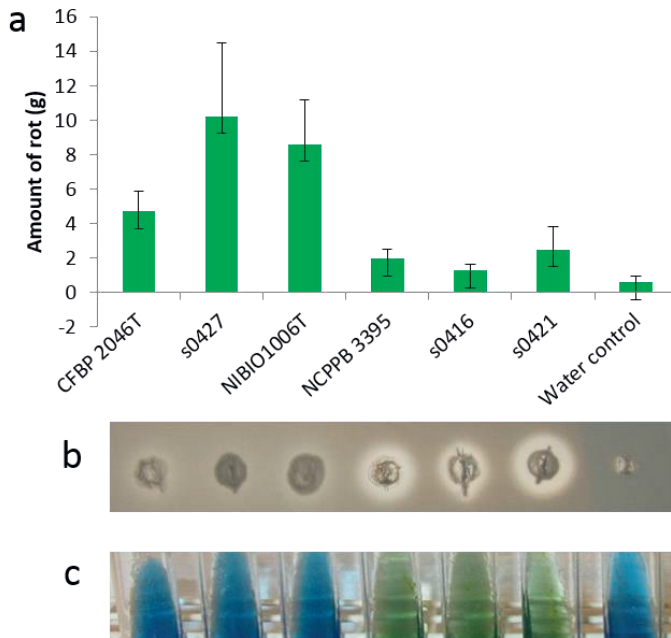 a
16
14
12
10
8
6
4
2
0
-2
Amount of rot (g)
CFBP 2046T
s0427
NIBIO1006T
NCPPB 3395
s0416
s0421
Water control
b
c